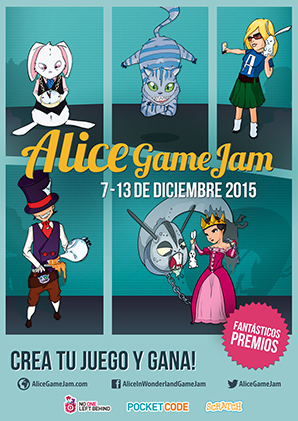 Alice Game Jam
7-13 DE DICIEMBRE 2015
FANTÁSTICOS
PREMIOS
CREA TU JUEGO Y GANA!
AliceGameJam.com
AliceInWonderlandGameJam
AliceGameJam
NO ONE
LEFT BEHIND
POCKET CODE
SCRATCH